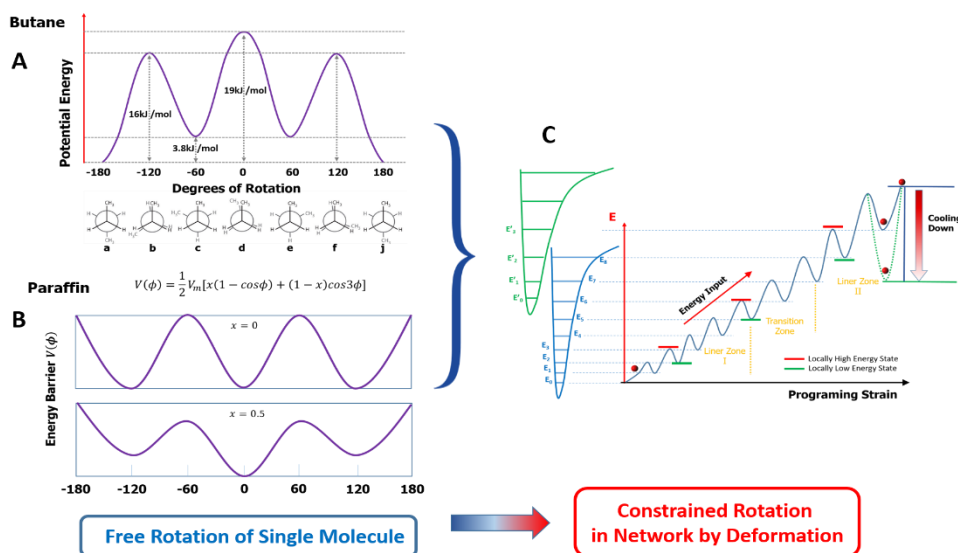 Butane
A
Potential Energy
16kJ/mol
19kJ/mol
3.8kJ/mol
-180 -120 -60 0 60 120 180
Degrees of Rotation
a b c d e f j
Paraffin
V(ϕ) = 1/2 Vm[x(1 − cosϕ) + (1 − x)cos3ϕ]
B
Energy Barrier V(ϕ)
x = 0
x = 0.5
-180 -120 -60 0 60 120 180
Free Rotation of Single Molecule
C
E
E'3
E'2
E'1
E'0
E8
E7
E6
E5
E4
E3
E2
E1
E0
Energy Input
Liner Zone
I
Transition
Zone
Liner Zone
II
Cooling
Down
Locally High Energy State
Locally Low Energy State
Programing Strain
Constrained Rotation
in Network by Deformation